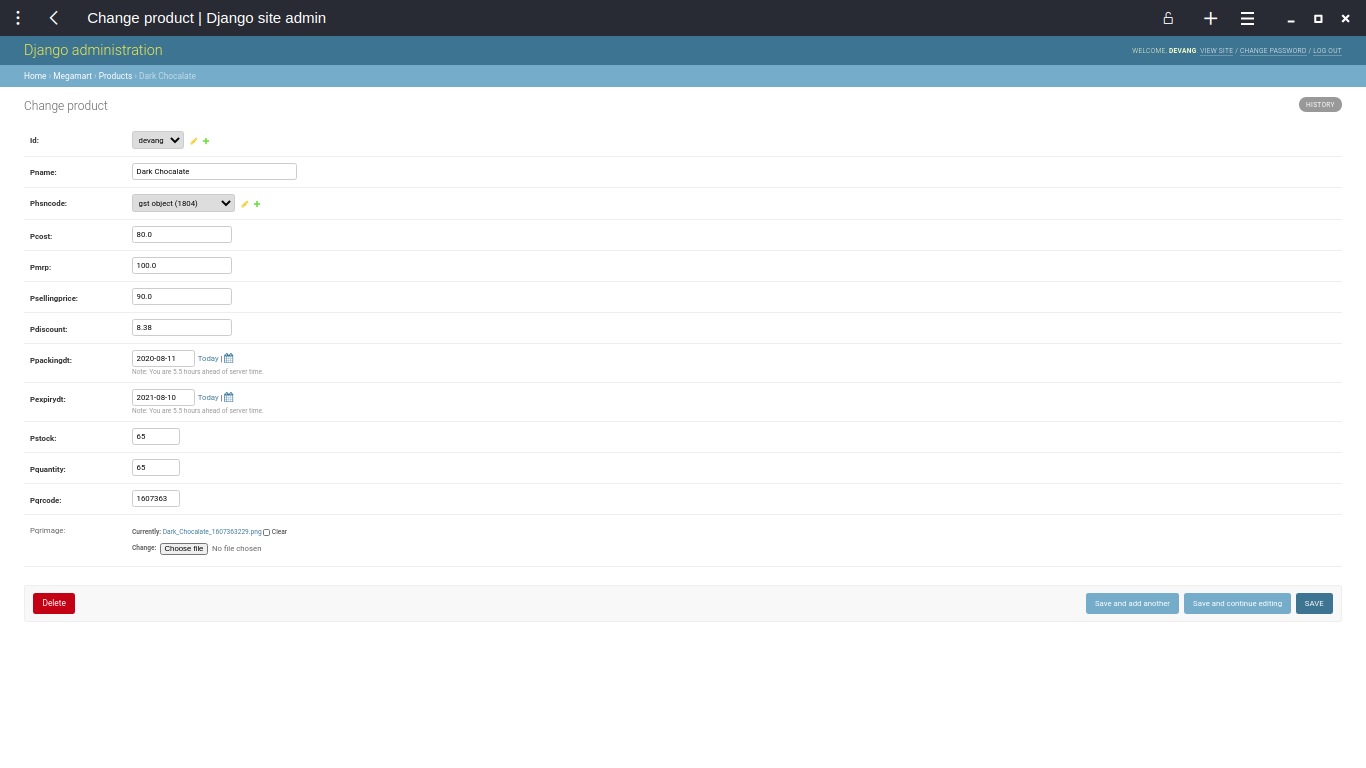 Change product | Django site admin
Django administration
WELCOME, DEVANG. VIEW SITE / CHANGE PASSWORD / LOG OUT
Home › Megamart › Products › Dark Chocalate
Change product
HISTORY
Id: devang
Pname: Dark Chocalate
Phsncode: gst object (1804)
Pcost: 80.0
Pmrp: 100.0
Psellingprice: 90.0
Pdiscount: 8.38
Ppackingdt: 2020-08-11 Today |
Note: You are 5.5 hours ahead of server time.
Pexpirydt: 2021-08-10 Today |
Note: You are 5.5 hours ahead of server time.
Pstock: 65
Pquantity: 65
Pqrcode: 1607363
Pqrimage: Currently: Dark_Chocalate_1607363229.png Clear
Change: Choose file No file chosen
Delete Save and add another Save and continue editing SAVE